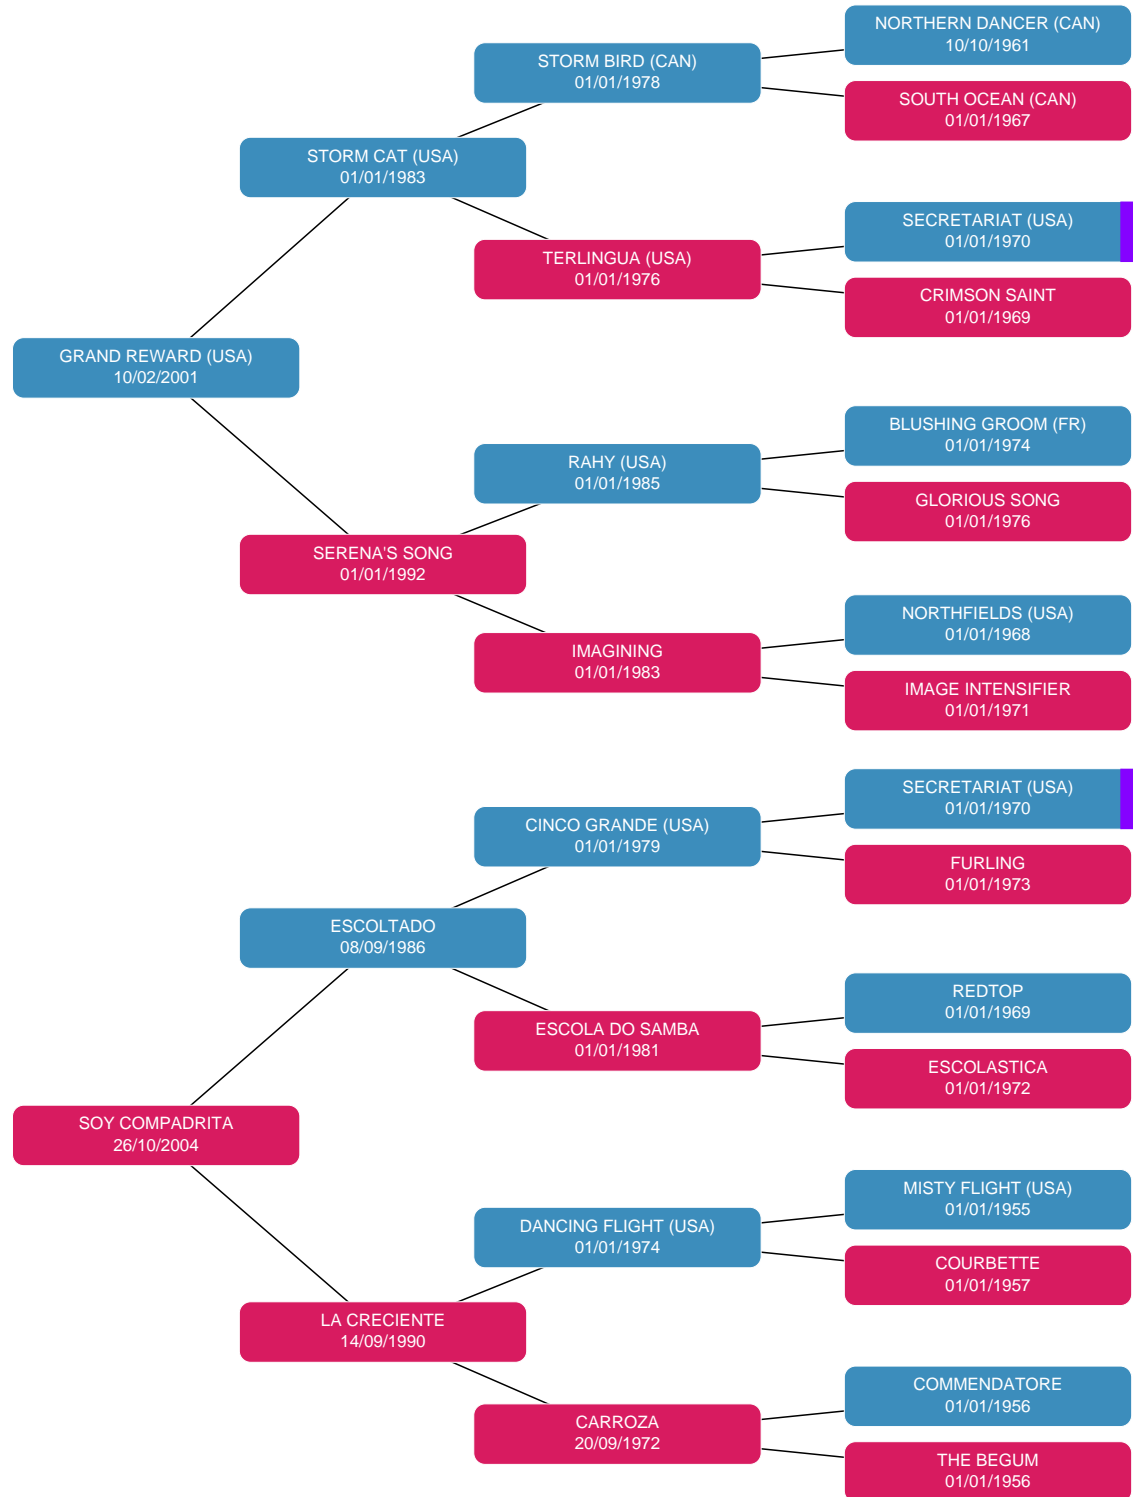 NORTHERN DANCER (CAN)
10/10/1961
STORM BIRD (CAN)
01/01/1978
SOUTH OCEAN (CAN)
01/01/1967
STORM CAT (USA)
01/01/1983
SECRETARIAT (USA)
01/01/1970
TERLINGUA (USA)
01/01/1976
CRIMSON SAINT
01/01/1969
GRAND REWARD (USA)
10/02/2001
BLUSHING GROOM (FR)
01/01/1974
RAHY (USA)
01/01/1985
GLORIOUS SONG
01/01/1976
SERENA'S SONG
01/01/1992
NORTHFIELDS (USA)
01/01/1968
IMAGINING
01/01/1983
IMAGE INTENSIFIER
01/01/1971
SECRETARIAT (USA)
01/01/1970
CINCO GRANDE (USA)
01/01/1979
FURLING
01/01/1973
ESCOLTADO
08/09/1986
REDTOP
01/01/1969
ESCOLA DO SAMBA
01/01/1981
ESCOLASTICA
01/01/1972
SOY COMPADRITA
26/10/2004
MISTY FLIGHT (USA)
01/01/1955
DANCING FLIGHT (USA)
01/01/1974
COURBETTE
01/01/1957
LA CRECIENTE
14/09/1990
COMMENDATORE
01/01/1956
CARROZA
20/09/1972
THE BEGUM
01/01/1956